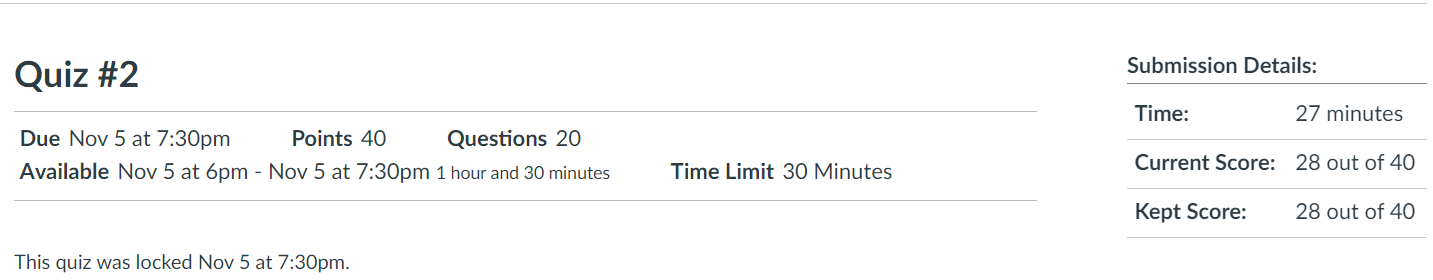 Quiz #2
Due Nov 5 at 7:30pm Points 40 Questions 20
Available Nov 5 at 6pm - Nov 5 at 7:30pm 1 hour and 30 minutes Time Limit 30 Minutes
This quiz was locked Nov 5 at 7:30pm.
Submission Details:
Time: 27 minutes
Current Score: 28 out of 40
Kept Score: 28 out of 40